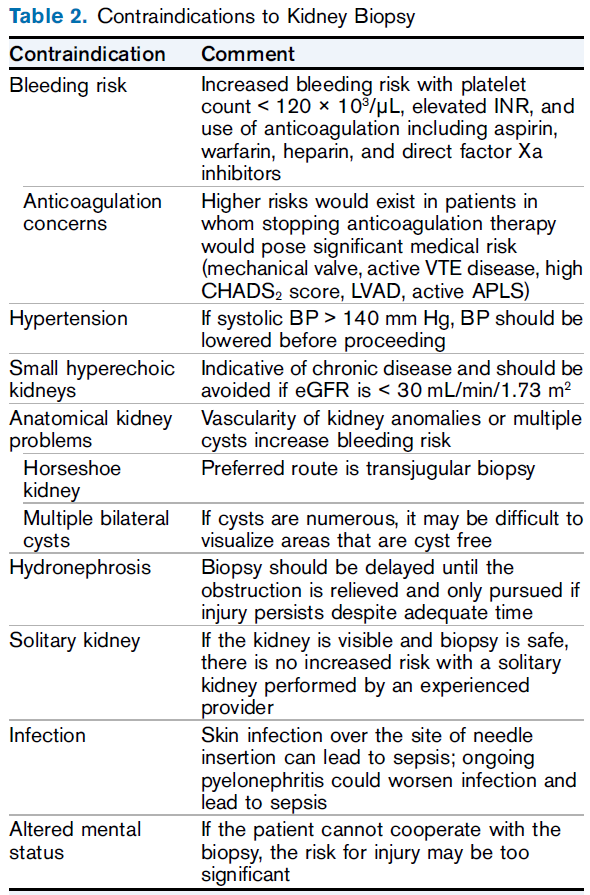 Table 2. Contraindications to Kidney Biopsy
Contraindication Comment
Bleeding risk Increased bleeding risk with platelet
count < 120 × 10³/μL, elevated INR, and
use of anticoagulation including aspirin,
warfarin, heparin, and direct factor Xa
inhibitors
Anticoagulation Higher risks would exist in patients in
concerns whom stopping anticoagulation therapy
would pose significant medical risk
(mechanical valve, active VTE disease, high
CHADS₂ score, LVAD, active APLS)
Hypertension If systolic BP > 140 mm Hg, BP should be
lowered before proceeding
Small hyperechoic Indicative of chronic disease and should be
kidneys avoided if eGFR is < 30 mL/min/1.73 m²
Anatomical kidney Vascularity of kidney anomalies or multiple
problems cysts increase bleeding risk
Horseshoe Preferred route is transjugular biopsy
kidney
Multiple bilateral If cysts are numerous, it may be difficult to
cysts visualize areas that are cyst free
Hydronephrosis Biopsy should be delayed until the
obstruction is relieved and only pursued if
injury persists despite adequate time
Solitary kidney If the kidney is visible and biopsy is safe,
there is no increased risk with a solitary
kidney performed by an experienced
provider
Infection Skin infection over the site of needle
insertion can lead to sepsis; ongoing
pyelonephritis could worsen infection and
lead to sepsis
Altered mental If the patient cannot cooperate with the
status biopsy, the risk for injury may be too
significant